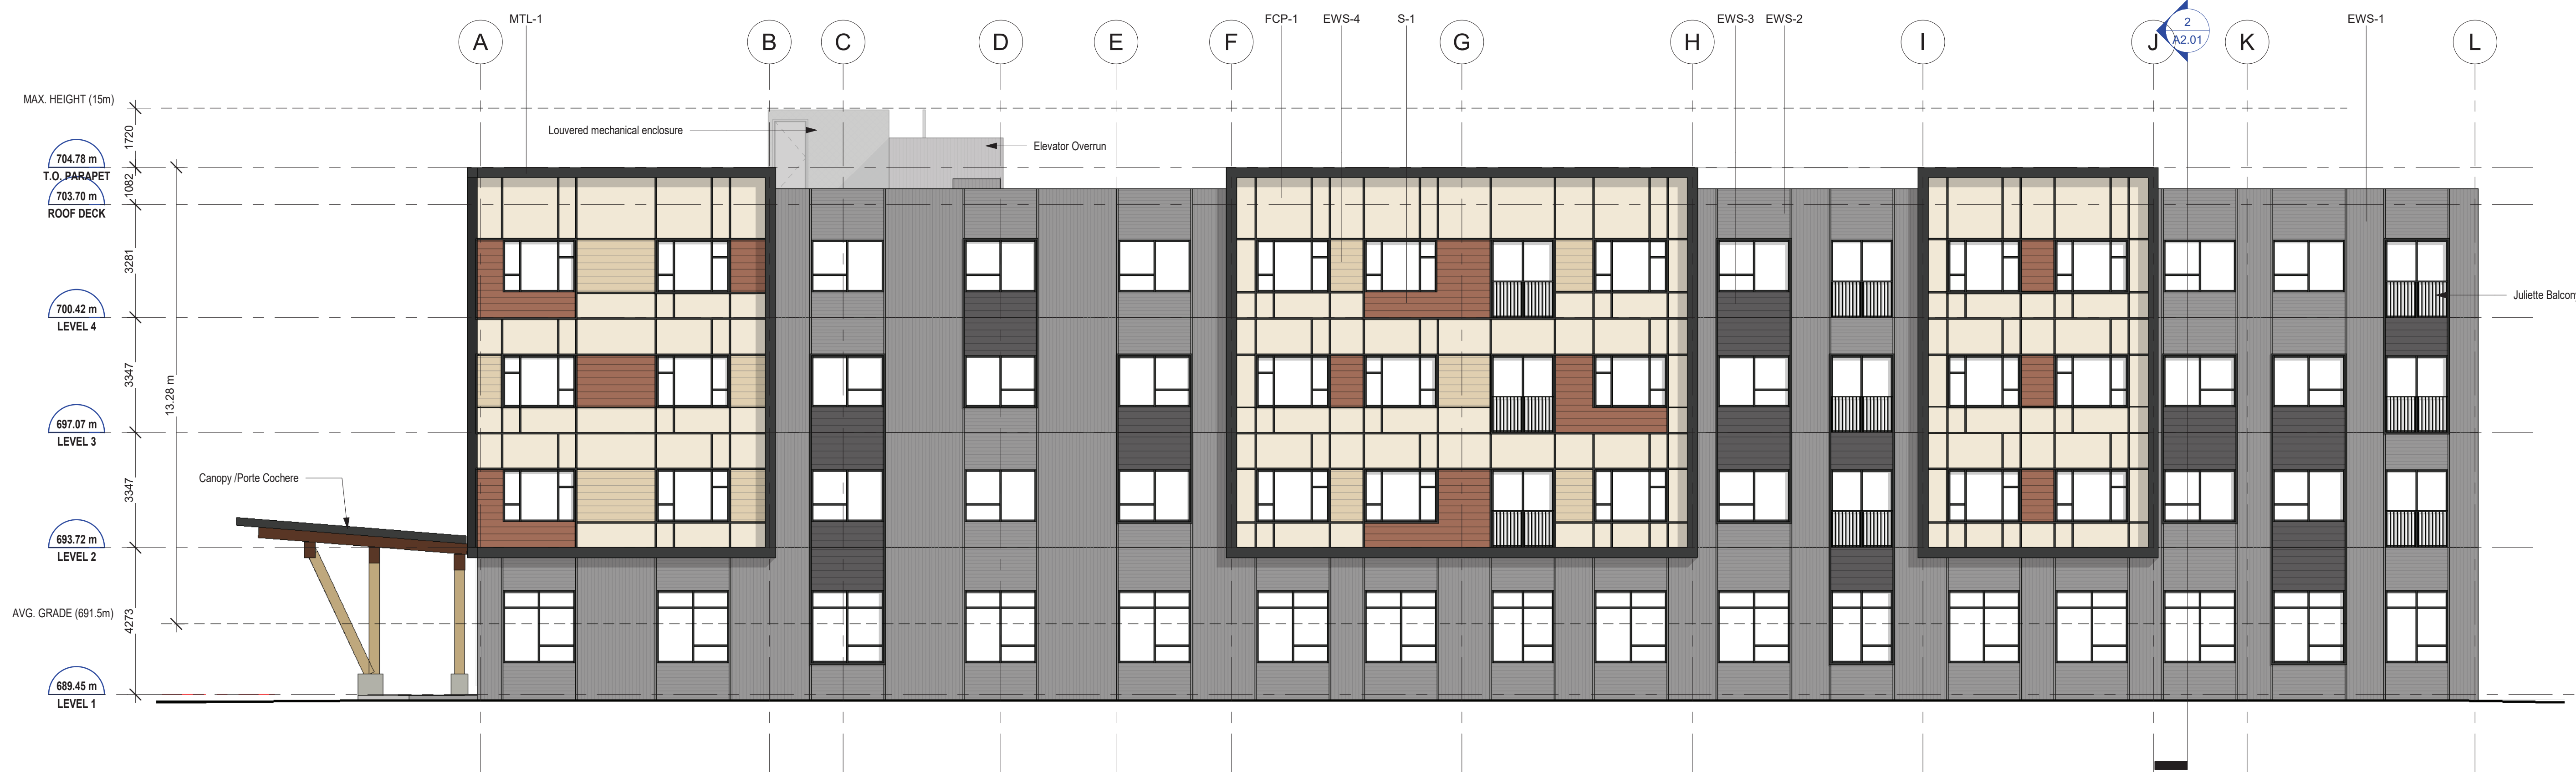 MTL-1
FCP-1
EWS-4
S-1
EWS-3
EWS-2
EWS-1
A
B
C
D
E
F
G
H
I
J
2
A2.01
K
L
MAX. HEIGHT (15m)
1720
Louvered mechanical enclosure
Elevator Overrun
704.78 m
T.O. PARAPET
1082
703.70 m
ROOF DECK
3281
Juliette Balcon
700.42 m
LEVEL 4
3347
13.28 m
697.07 m
LEVEL 3
3347
Canopy /Porte Cochere
693.72 m
LEVEL 2
AVG. GRADE (691.5m)
4273
689.45 m
LEVEL 1